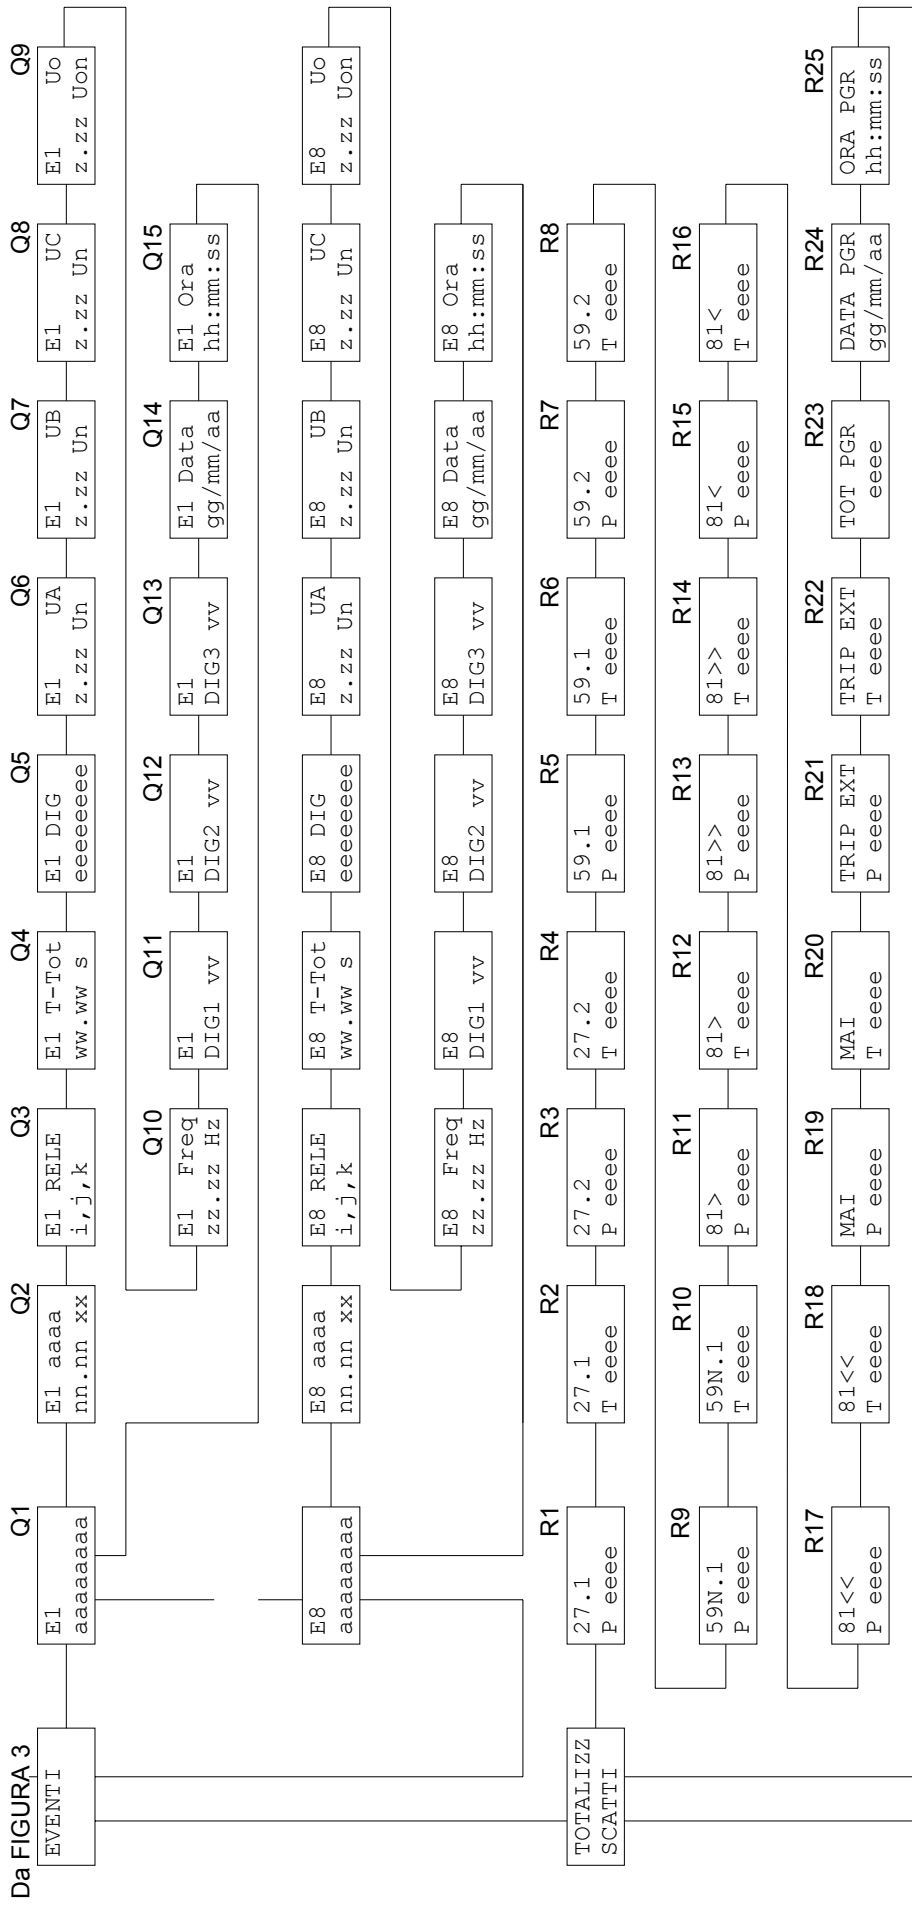 Da FIGURA 3
EVENTI
Q1
E1
aaaaaaaa
Q2
E1 aaaa
nn.nn xx
Q3
E1 RELE
i,j,k
Q4
E1 T-Tot
ww.ww s
Q5
E1 DIG
eeeeeeee
Q6
E1 UA
z.zz Un
Q7
E1 UB
z.zz Un
Q8
E1 UC
z.zz Un
Q9
E1 Uo
z.zz Uon
Q10
E1 Freq
zz.zz Hz
Q11
E1
DIG1 vv
Q12
E1
DIG2 vv
Q13
E1
DIG3 vv
Q14
E1 Data
gg/mm/aa
Q15
E1 Ora
hh:mm:ss
E8
aaaaaaaa
E8 aaaa
nn.nn xx
E8 RELE
i,j,k
E8 T-Tot
ww.ww s
E8 DIG
eeeeeeee
E8 UA
z.zz Un
E8 UB
z.zz Un
E8 UC
z.zz Un
E8 Uo
z.zz Uon
E8 Freq
zz.zz Hz
E8
DIG1 vv
E8
DIG2 vv
E8
DIG3 vv
E8 Data
gg/mm/aa
E8 Ora
hh:mm:ss
TOTALIZZ
SCATTI
R1
27.1
P eeee
R2
27.1
T eeee
R3
27.2
P eeee
R4
27.2
T eeee
R5
59.1
P eeee
R6
59.1
T eeee
R7
59.2
P eeee
R8
59.2
T eeee
R9
59N.1
P eeee
R10
59N.1
T eeee
R11
81>
P eeee
R12
81>
T eeee
R13
81>>
P eeee
R14
81>>
T eeee
R15
81<
P eeee
R16
81<
T eeee
R17
81<<
P eeee
R18
81<<
T eeee
R19
MAI
P eeee
R20
MAI
T eeee
R21
TRIP EXT
P eeee
R22
TRIP EXT
T eeee
R23
TOT PGR
eeee
R24
DATA PGR
gg/mm/aa
R25
ORA PGR
hh:mm:ss